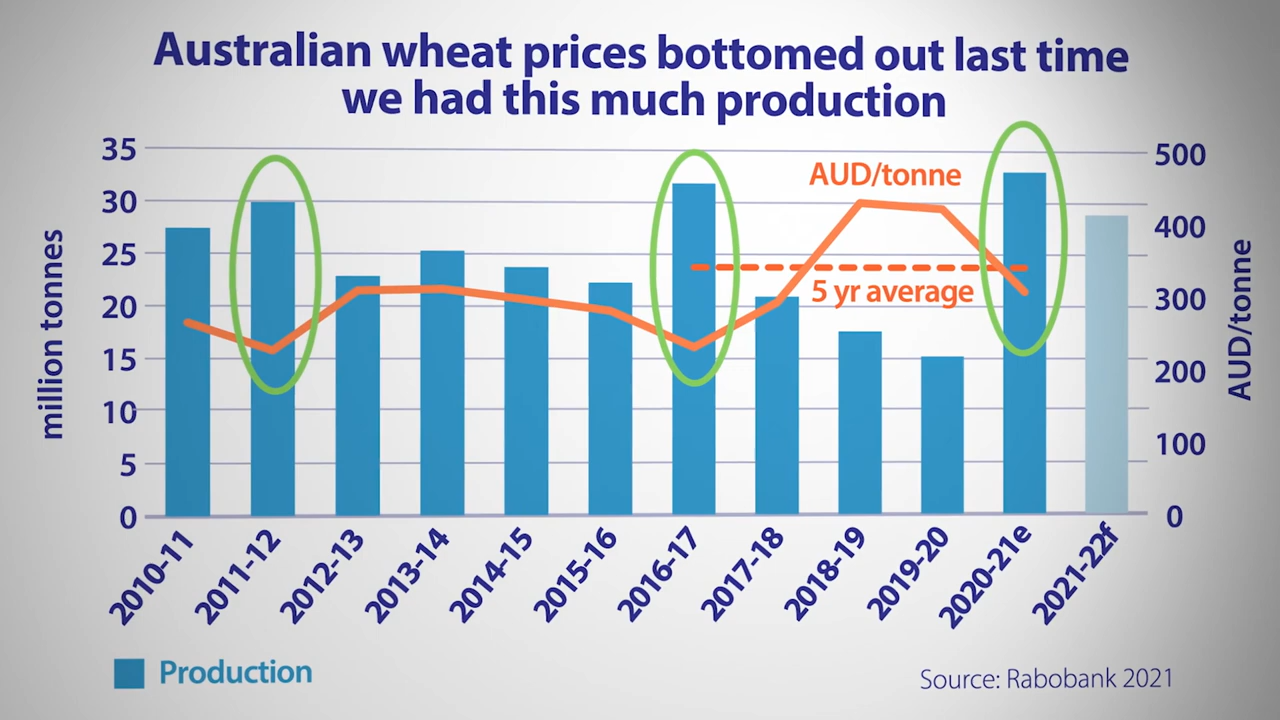 Australian wheat prices bottomed out last time
we had this much production
35
30
25
20
15
10
5
0
million tonnes
500
400
300
200
100
0
AUD/tonne
AUD/tonne
5 yr average
2010-11
2011-12
2012-13
2013-14
2014-15
2015-16
2016-17
2017-18
2018-19
2019-20
2020-21e
2021-22f
Production
Source: Rabobank 2021